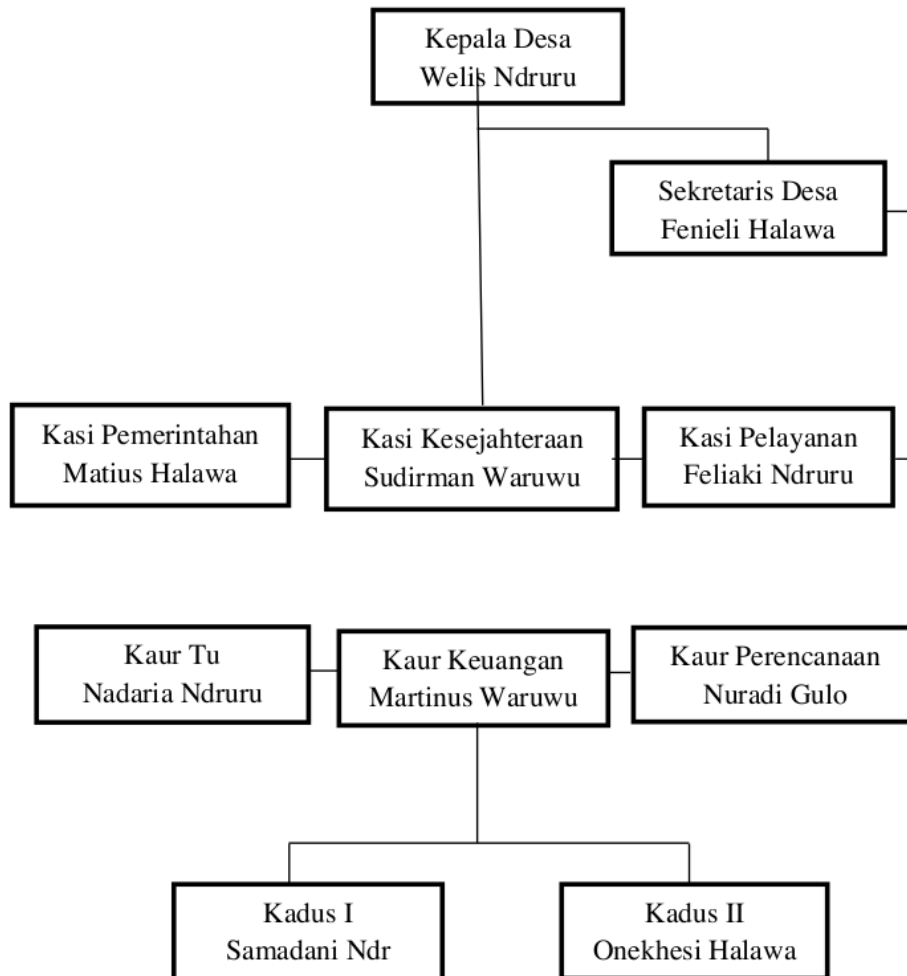 Kepala Desa
Welis Ndruru
Sekretaris Desa
Fenieli Halawa
Kasi Pemerintahan
Matius Halawa
Kasi Kesejahteraan
Sudirman Waruwu
Kasi Pelayanan
Feliaki Ndruru
Kaur Tu
Nadaria Ndruru
Kaur Keuangan
Martinus Waruwu
Kaur Perencanaan
Nuradi Gulo
Kadus I
Samadani Ndr
Kadus II
Onekhesi Halawa